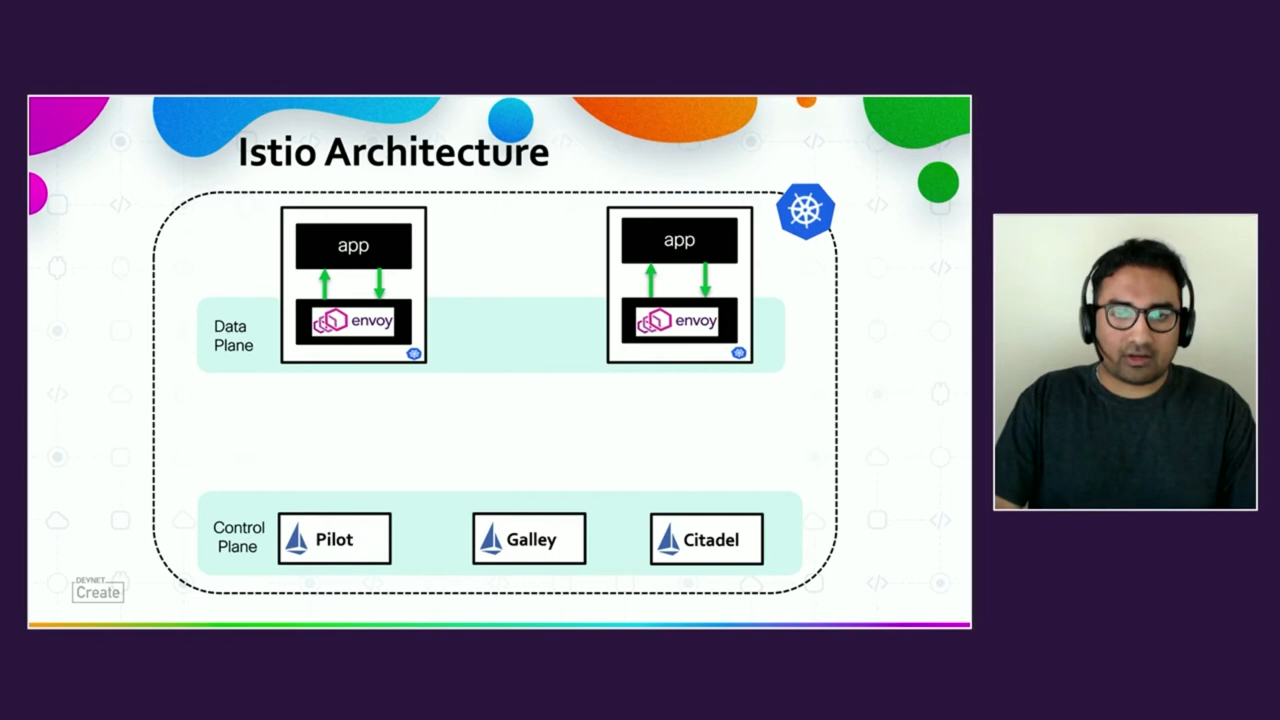 Istio Architecture
app
app
envoy
envoy
Data
Plane
Control
Plane
Pilot
Galley
Citadel
DEVNET
Create